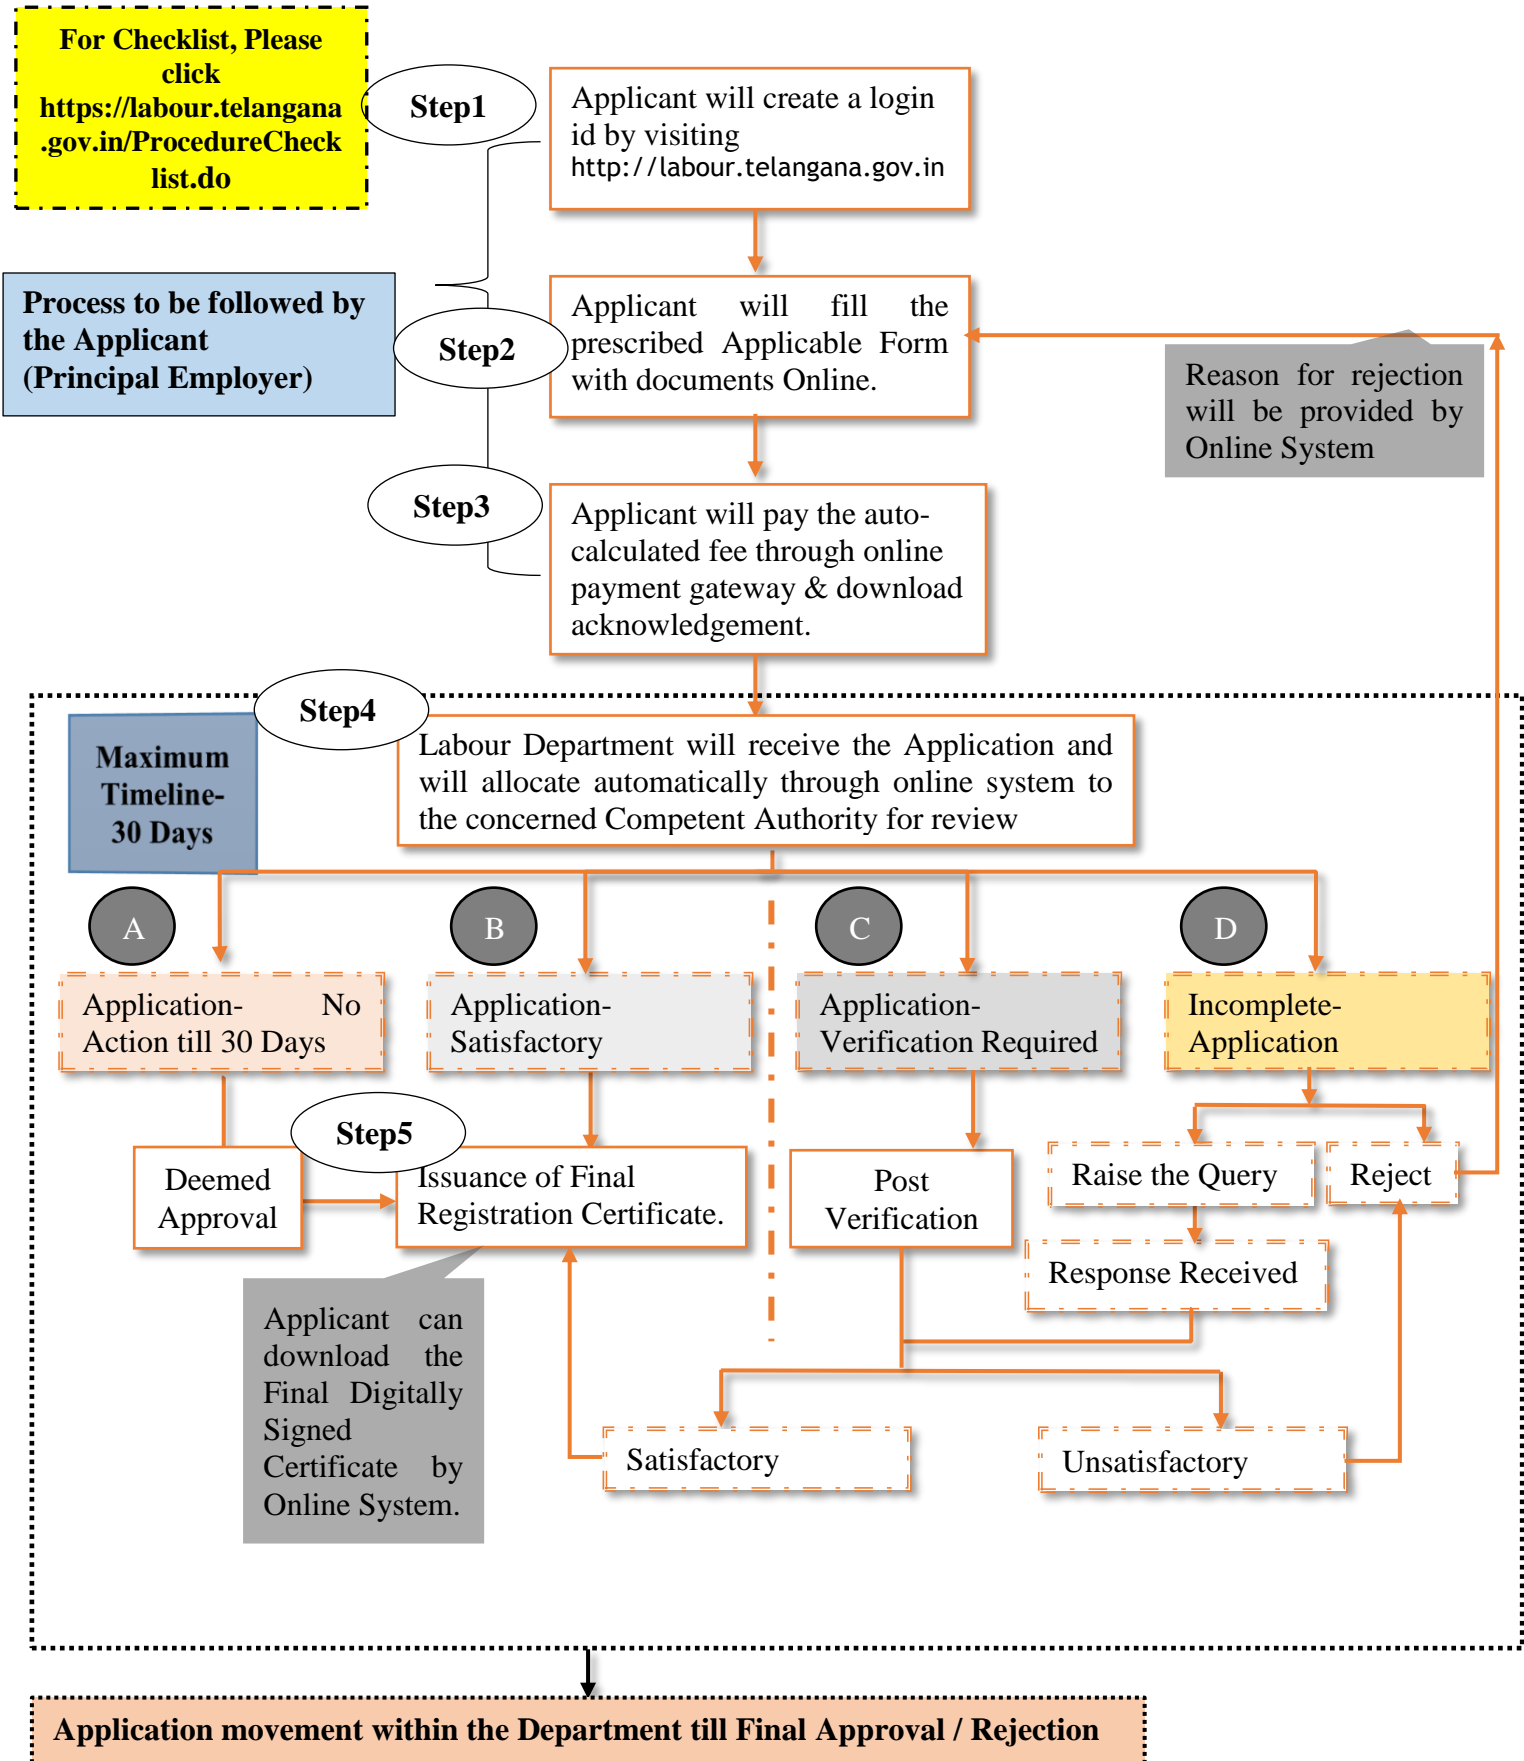 For Checklist, Please
click
https://labour.telangana
.gov.in/ProcedureCheck
list.do
Step1
Applicant will create a login
id by visiting
http://labour.telangana.gov.in
Process to be followed by
the Applicant
(Principal Employer)
Step2
Applicant will fill the
prescribed Applicable Form
with documents Online.
Reason for rejection
will be provided by
Online System
Step3
Applicant will pay the auto-
calculated fee through online
payment gateway & download
acknowledgement.
Step4
Maximum
Timeline-
30 Days
Labour Department will receive the Application and
will allocate automatically through online system to
the concerned Competent Authority for review
A
B
C
D
Application- No
Action till 30 Days
Application-
Satisfactory
Application-
Verification Required
Incomplete-
Application
Step5
Deemed
Approval
Issuance of Final
Registration Certificate.
Post
Verification
Raise the Query
Reject
Response Received
Applicant can
download the
Final Digitally
Signed
Certificate by
Online System.
Satisfactory
Unsatisfactory
Application movement within the Department till Final Approval / Rejection